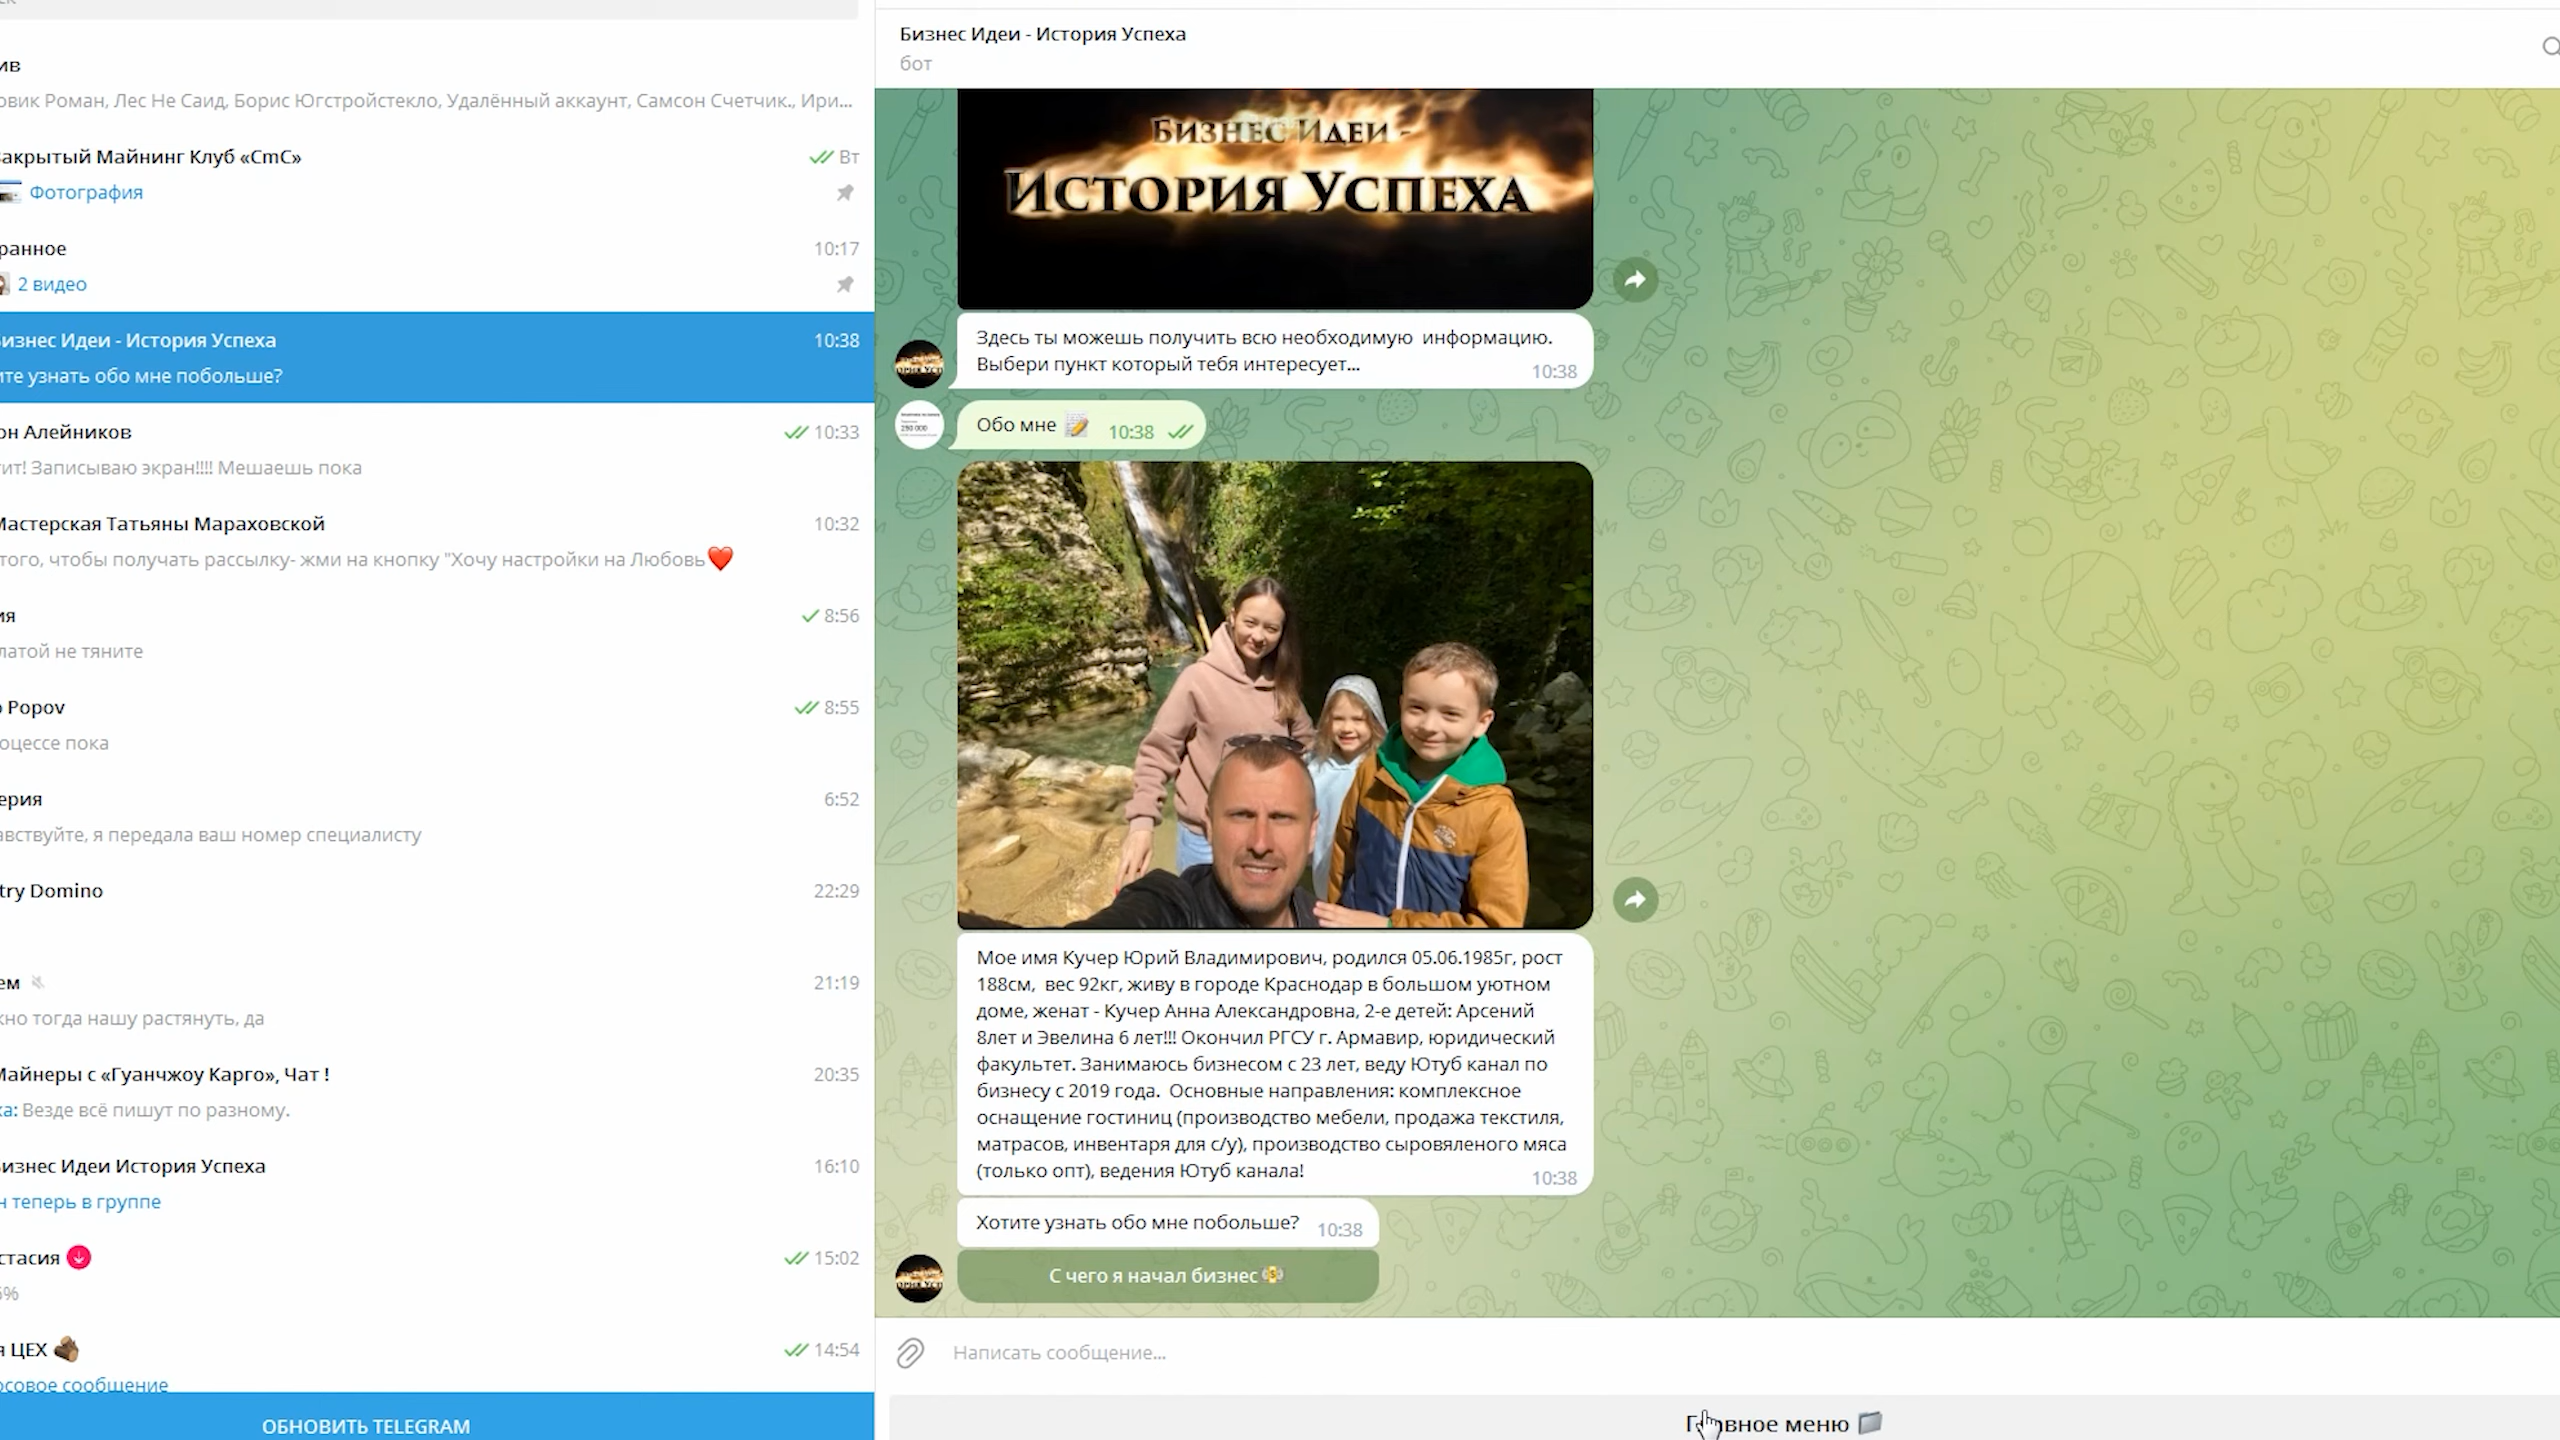 ив
овик Роман, Лес Не Саид, Борис Югстройстекло, Удалённый аккаунт, Самсон Счетчик., Ири...
Закрытый Майнинг Клуб «CmC»
Вт
Фотография
ранное
10:17
2 видео
Бизнес Идеи - История Успеха
10:38
ите узнать обо мне побольше?
он Алейников
10:33
ит! Записываю экран!!!! Мешаешь пока
Мастерская Татьяны Мараховской
10:32
того, чтобы получать рассылку- жми на кнопку "Хочу настройки на Любовь❤️
ия
8:56
латой не тяните
Popov
8:55
оцессе пока
ерия
6:52
авствуйте, я передала ваш номер специалисту
try Domino
22:29
ем
21:19
жно тогда нашу растянуть, да
Майнеры с «Гуанчжоу Карго», Чат !
20:35
ка: Везде всё пишут по разному.
Бизнес Идеи История Успеха
16:10
н теперь в группе
стасия
15:02
%
я ЦЕХ 🪵
14:54
осовое сообщение
ОБНОВИТЬ TELEGRAM
Бизнес Идеи - История Успеха
бот
Бизнес Идеи -
История Успеха
Здесь ты можешь получить всю необходимую информацию.
Выбери пункт который тебя интересует...
10:38
Обо мне 📝 10:38
Мое имя Кучер Юрий Владимирович, родился 05.06.1985г, рост
188см, вес 92кг, живу в городе Краснодар в большом уютном
доме, женат - Кучер Анна Александровна, 2-е детей: Арсений
8лет и Эвелина 6 лет!!! Окончил РГСУ г. Армавир, юридический
факультет. Занимаюсь бизнесом с 23 лет, веду Ютуб канал по
бизнесу с 2019 года. Основные направления: комплексное
оснащение гостиниц (производство мебели, продажа текстиля,
матрасов, инвентаря для с/у), производство сыровяленого мяса
(только опт), ведения Ютуб канала!
10:38
Хотите узнать обо мне побольше? 10:38
С чего я начал бизнес💸
Написать сообщение...
Главное меню 📁